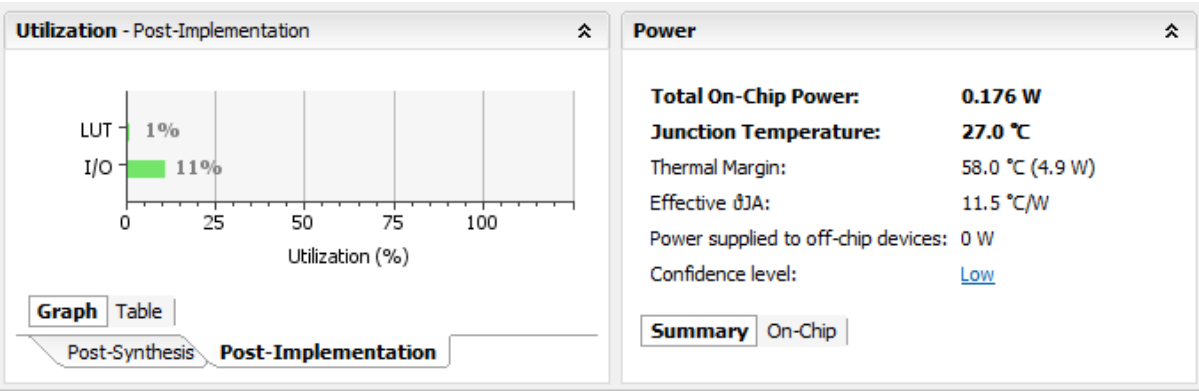 Utilization - Post-Implementation
LUT
1%
I/O
11%
0 25 50 75 100
Utilization (%)
Graph Table
Post-Synthesis Post-Implementation
Power
Total On-Chip Power: 0.176 W
Junction Temperature: 27.0 °C
Thermal Margin: 58.0 °C (4.9 W)
Effective ϑJA: 11.5 °C/W
Power supplied to off-chip devices: 0 W
Confidence level: Low
Summary On-Chip